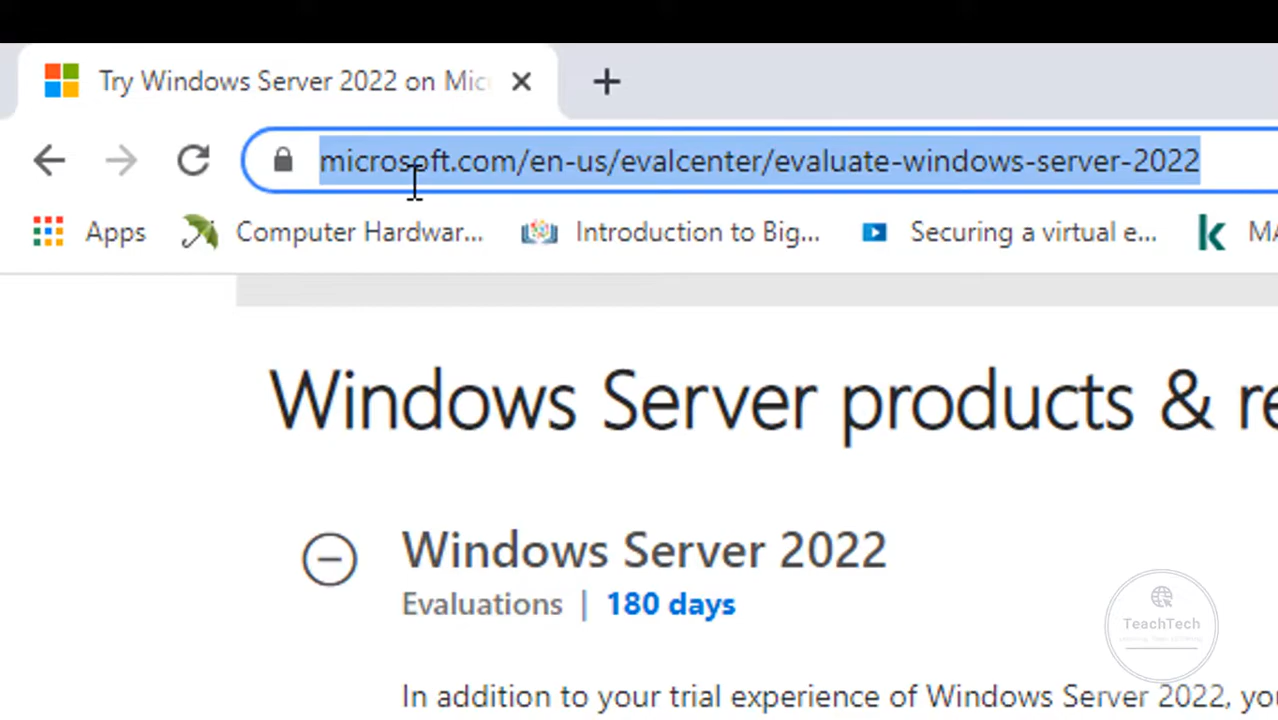 Try Windows Server 2022 on Mic
microsoft.com/en-us/evalcenter/evaluate-windows-server-2022
Apps Computer Hardwar... Introduction to Big... Securing a virtual e... MA
Windows Server products & re
Windows Server 2022
Evaluations | 180 days
TeachTech
In addition to your trial experience of Windows Server 2022, yo